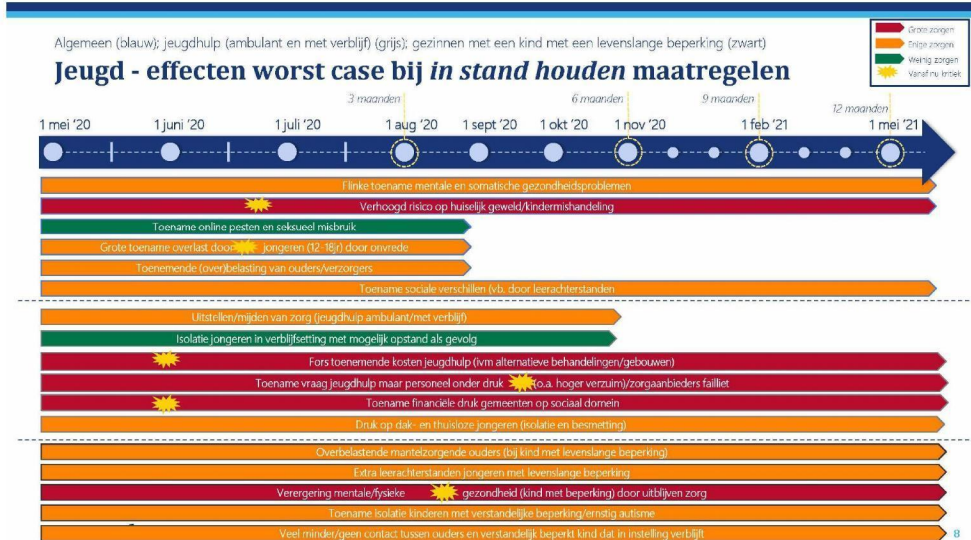 Algemeen (blauw); jeugdhulp (ambulant en met verblijf) (grijs); gezinnen met een kind met een levenslange beperking (zwart)
Jeugd - effecten worst case bij in stand houden maatregelen
Grote zorgen
Enige zorgen
Weinig zorgen
Vanaf nu kritiek
3 maanden
6 maanden
9 maanden
12 maanden
1 mei '20
1 juni '20
1 juli '20
1 aug '20
1 sept '20
1 okt '20
1 nov '20
1 feb '21
1 mei '21
Flinke toename mentale en somatische gezondheidsproblemen
Verhoogd risico op huiselijk geweld/kindermishandeling
Toename online pesten en seksueel misbruik
Grote toename overlast door jongeren (12-18jr) door onvrede
Toenemende (over)belasting van ouders/verzorgers
Toename sociale verschillen (vb. door leerachterstanden
Uitstellen/mijden van zorg (jeugdhulp ambulant/met verblijf)
Isolatie jongeren in verblijfsetting met mogelijk opstand als gevolg
Fors toenemende kosten jeugdhulp (ivm alternatieve behandelingen/gebouwen)
Toename vraag jeugdhulp maar personeel onder druk (o.a. hoger verzuim)/zorgaanbieders failliet
Toename financiële druk gemeenten op sociaal domein
Druk op dak- en thuisloze jongeren (isolatie en besmetting)
Overbelastende mantelzorgende ouders (bij kind met levenslange beperking)
Extra leerachterstanden jongeren met levenslange beperking
Verergering mentale/fysieke gezondheid (kind met beperking) door uitblijven zorg
Toename isolatie kinderen met verstandelijke beperking/ernstig autisme
Veel minder/geen contact tussen ouders en verstandelijk beperkt kind dat in instelling verblijft
8